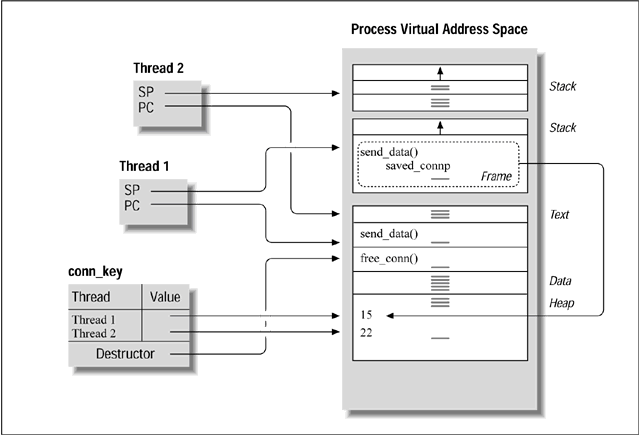 Process Virtual Address Space
Thread 2
SP
PC
Stack
Stack
send_data()
saved_connp
Frame
Thread 1
SP
PC
Text
send_data()
free_conn()
conn_key
Thread Value
Thread 1
Thread 2
Destructor
Data
Heap
15
22